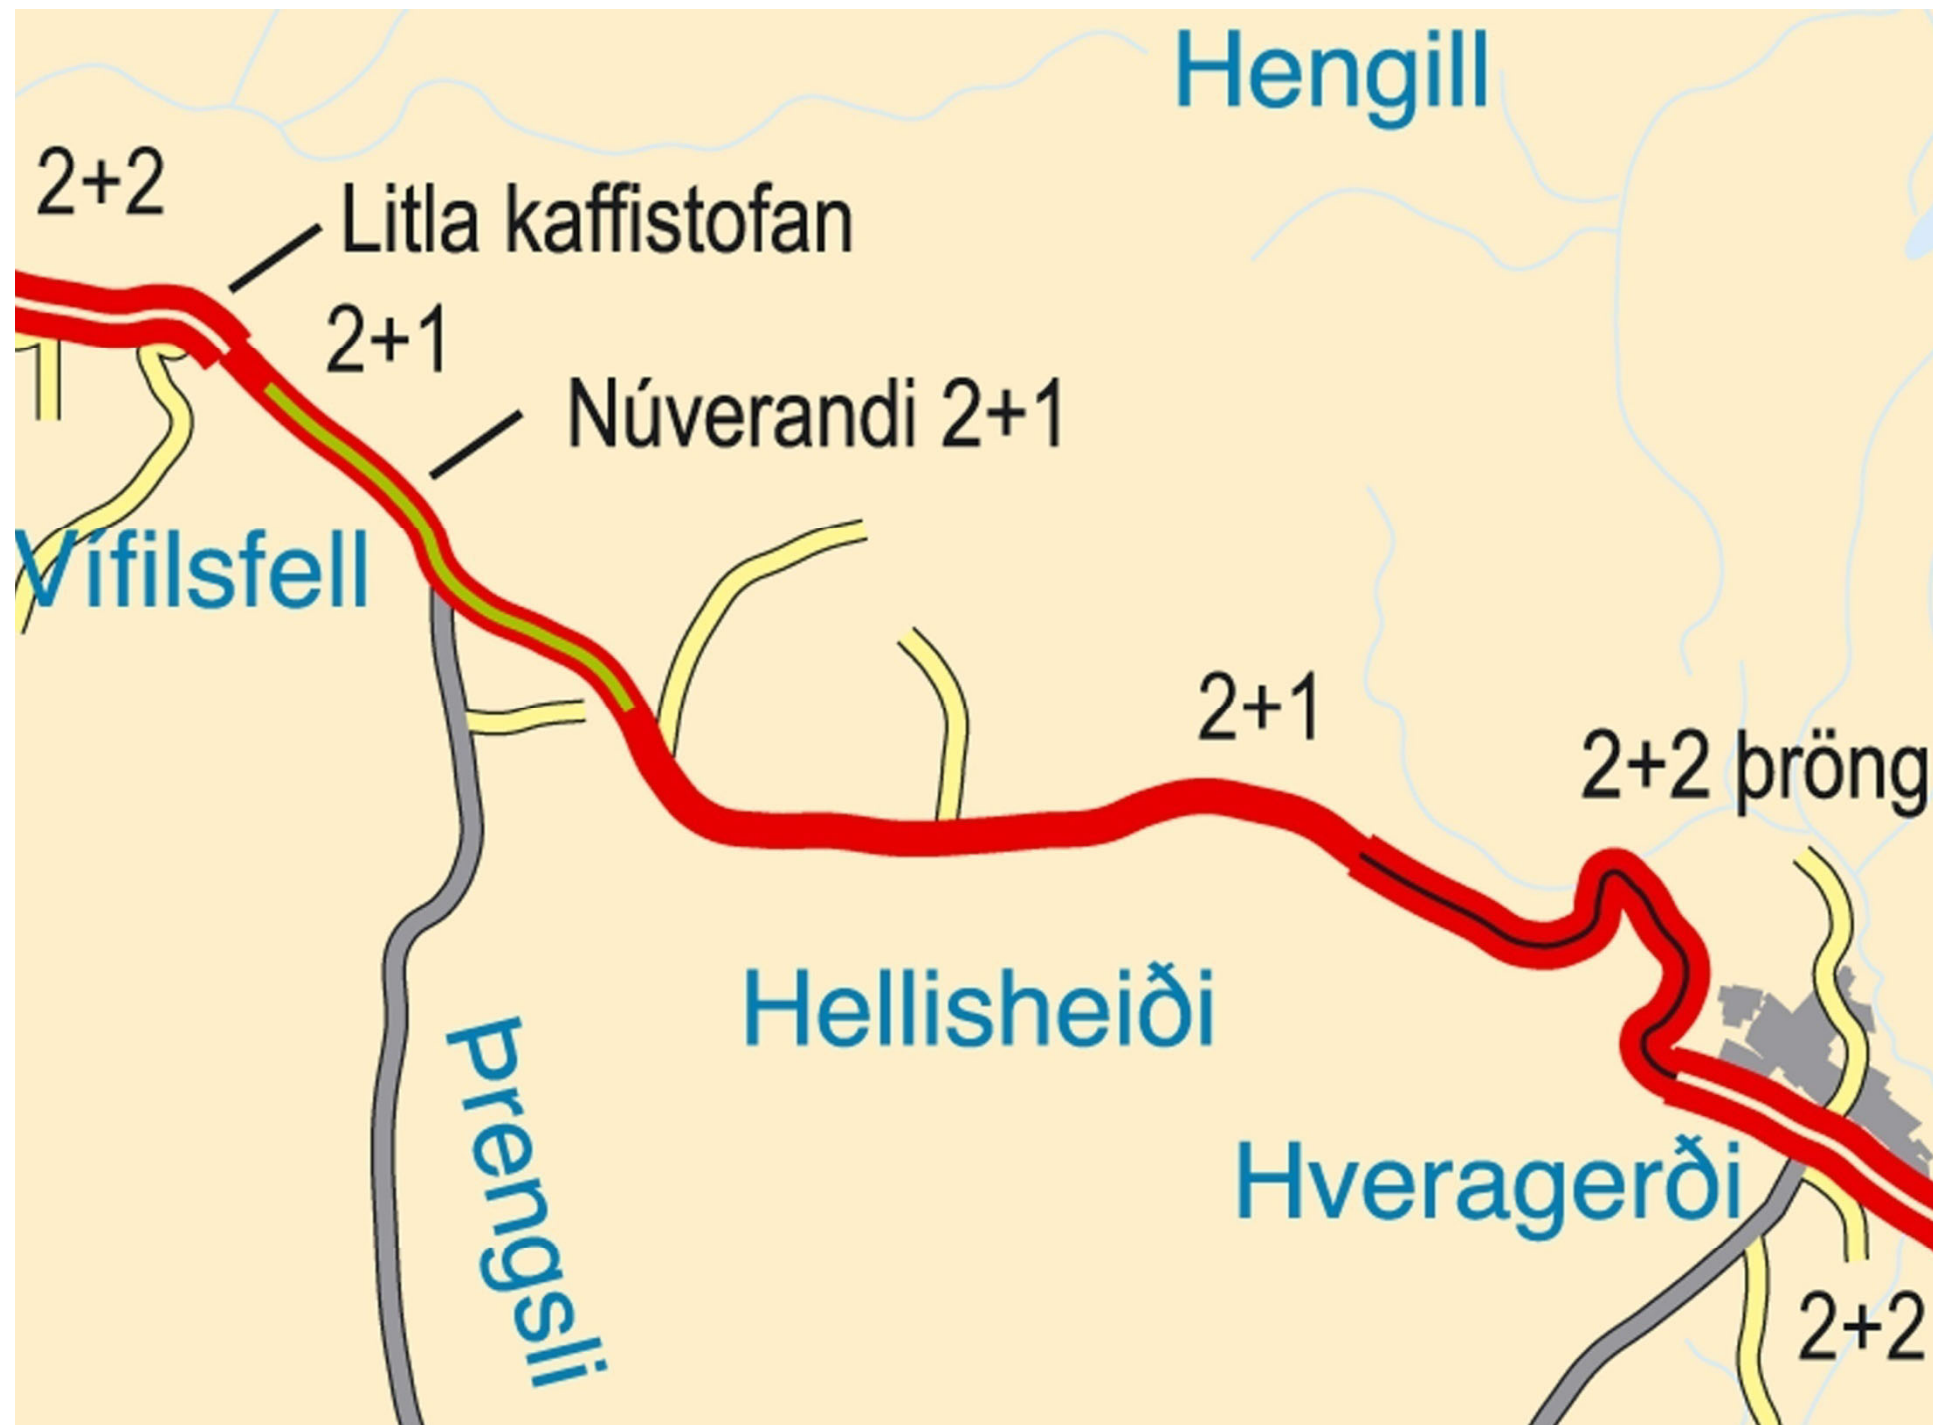 Hengill
2+2
Litla kaffistofan
2+1
Núverandi 2+1
Vífilsfell
2+1
2+2 þröng
Hellisheiði
Þrengsli
Hveragerði
2+2